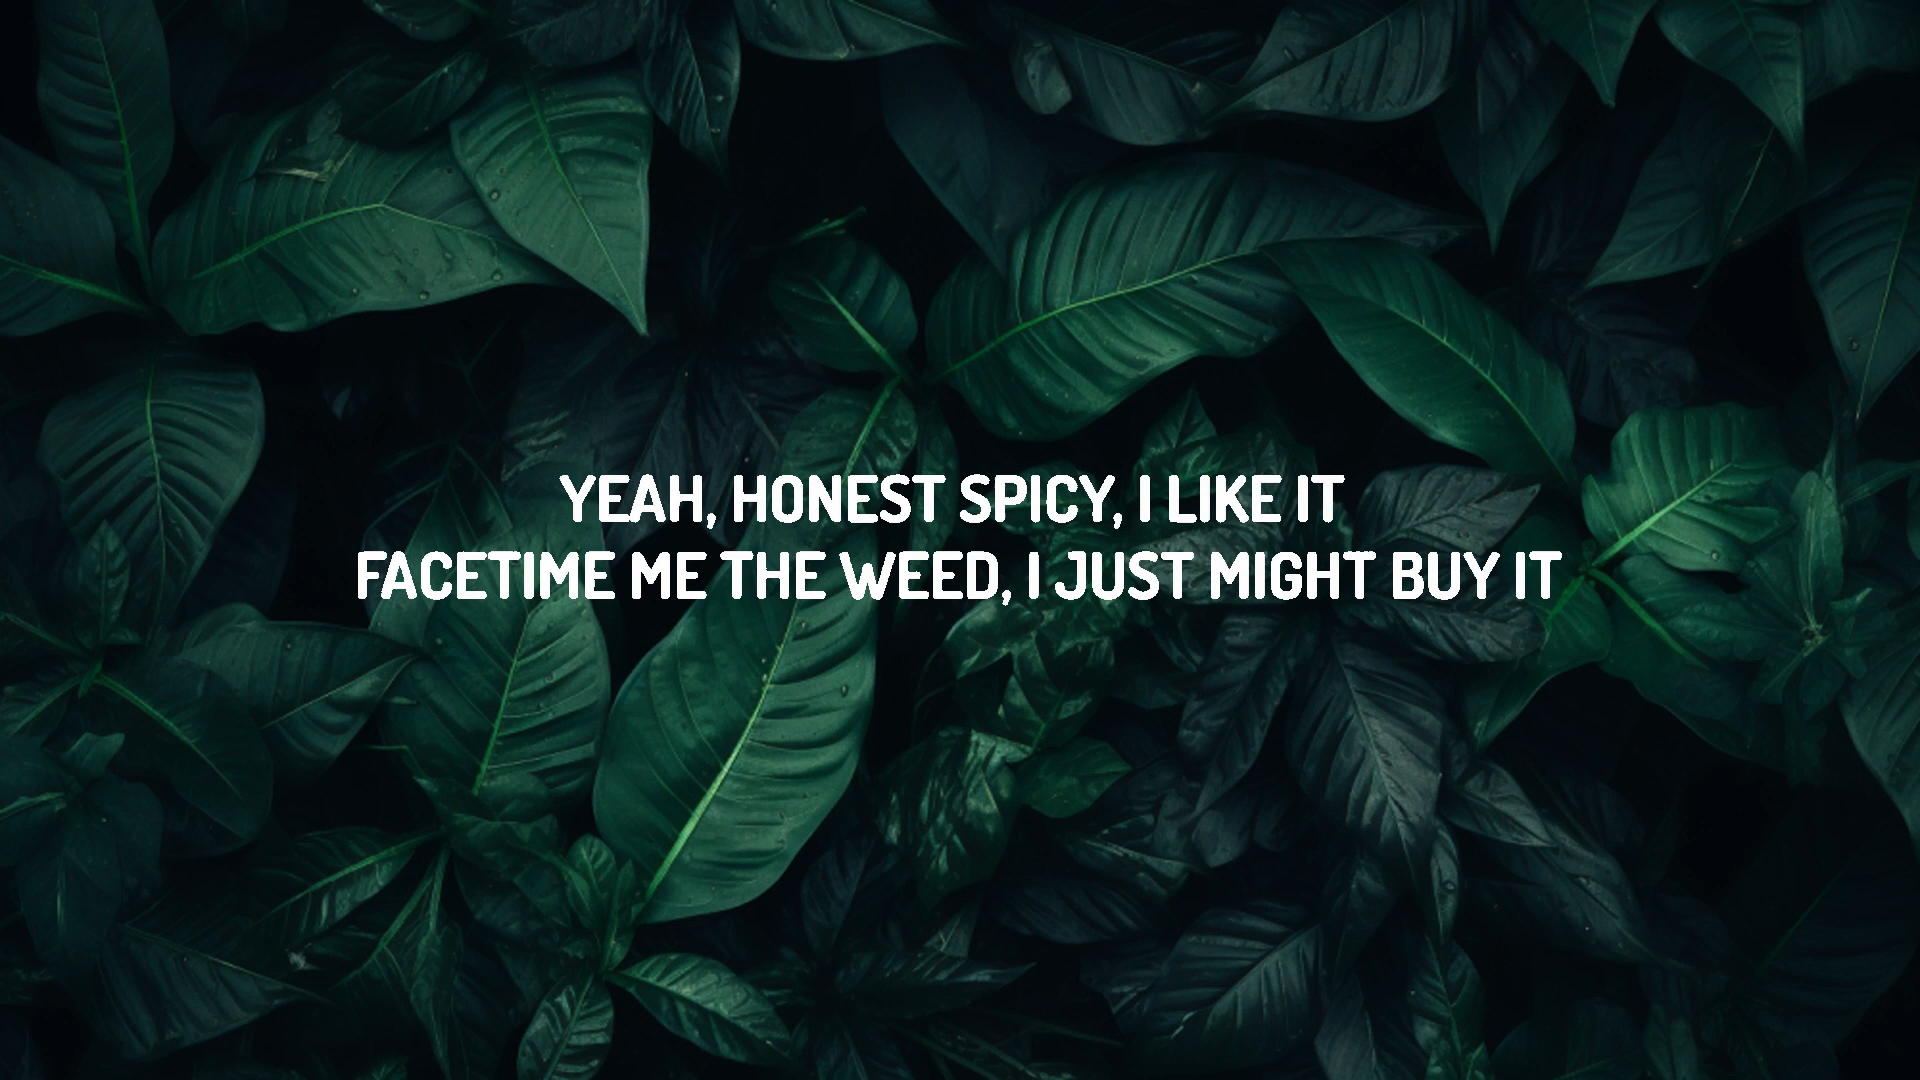 YEAH, HONEST SPICY, I LIKE IT
FACETIME ME THE WEED, I JUST MIGHT BUY IT